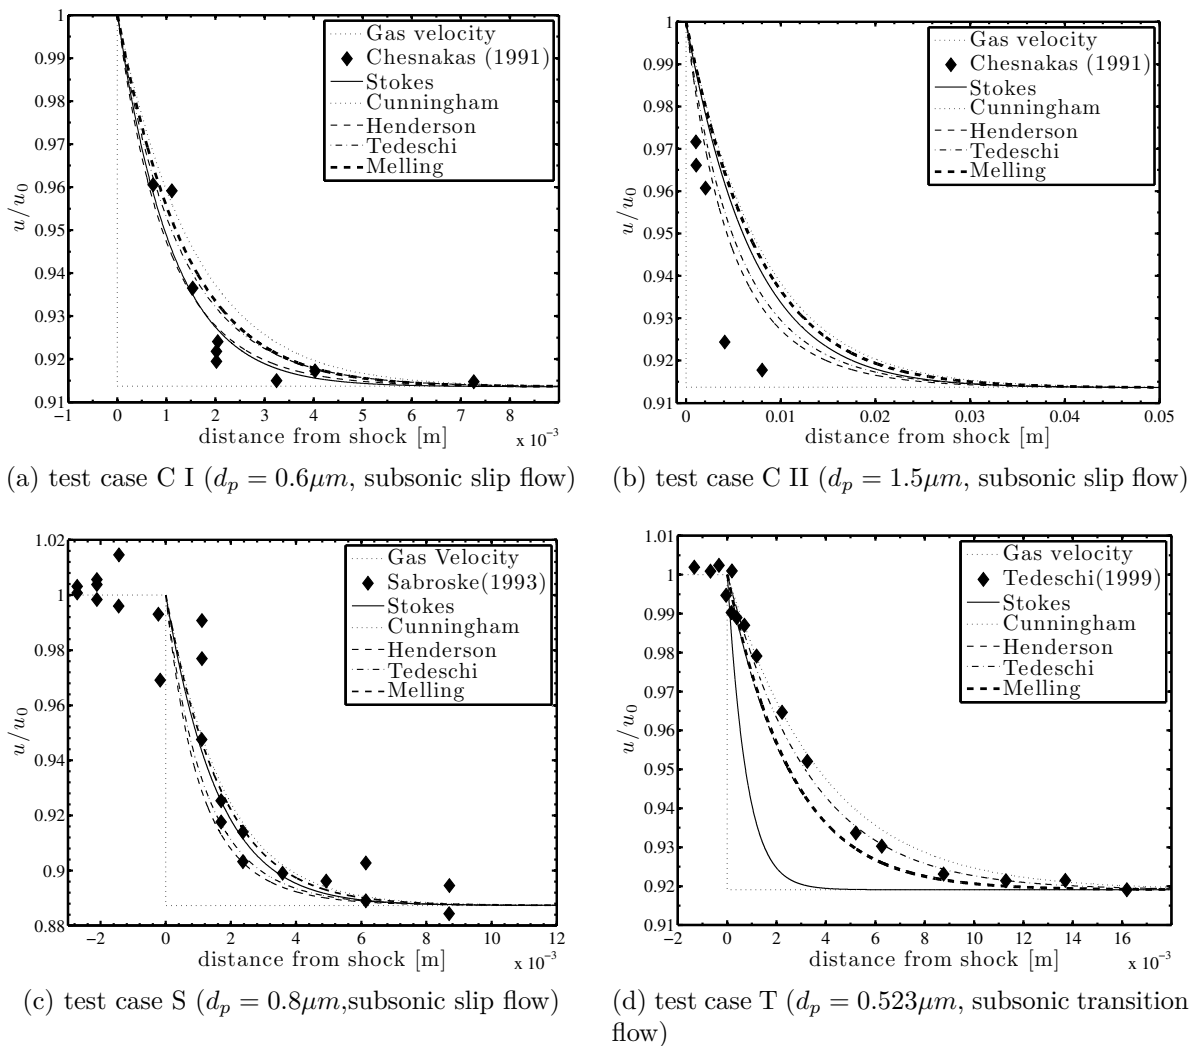 1
0.99
0.98
0.97
0.96
0.95
0.94
0.93
0.92
0.91
−1 0 1 2 3 4 5 6 7 8
x 10⁻³
u/u₀
distance from shock [m]
Gas velocity
Chesnakas (1991)
Stokes
Cunningham
Henderson
Tedeschi
Melling
(a) test case C I (dₚ = 0.6μm, subsonic slip flow)
1
0.99
0.98
0.97
0.96
0.95
0.94
0.93
0.92
0.91
0 0.01 0.02 0.03 0.04 0.05
u/u₀
distance from shock [m]
Gas velocity
Chesnakas (1991)
Stokes
Cunningham
Henderson
Tedeschi
Melling
(b) test case C II (dₚ = 1.5μm, subsonic slip flow)
1.02
1
0.98
0.96
0.94
0.92
0.9
0.88
−2 0 2 4 6 8 10 12
x 10⁻³
u/u₀
distance from shock [m]
Gas Velocity
Sabroske(1993)
Stokes
Cunningham
Henderson
Tedeschi
Melling
(c) test case S (dₚ = 0.8μm,subsonic slip flow)
1.01
1
0.99
0.98
0.97
0.96
0.95
0.94
0.93
0.92
0.91
−2 0 2 4 6 8 10 12 14 16
x 10⁻³
u/u₀
distance from shock [m]
Gas velocity
Tedeschi(1999)
Stokes
Cunningham
Henderson
Tedeschi
Melling
(d) test case T (dₚ = 0.523μm, subsonic transition
flow)